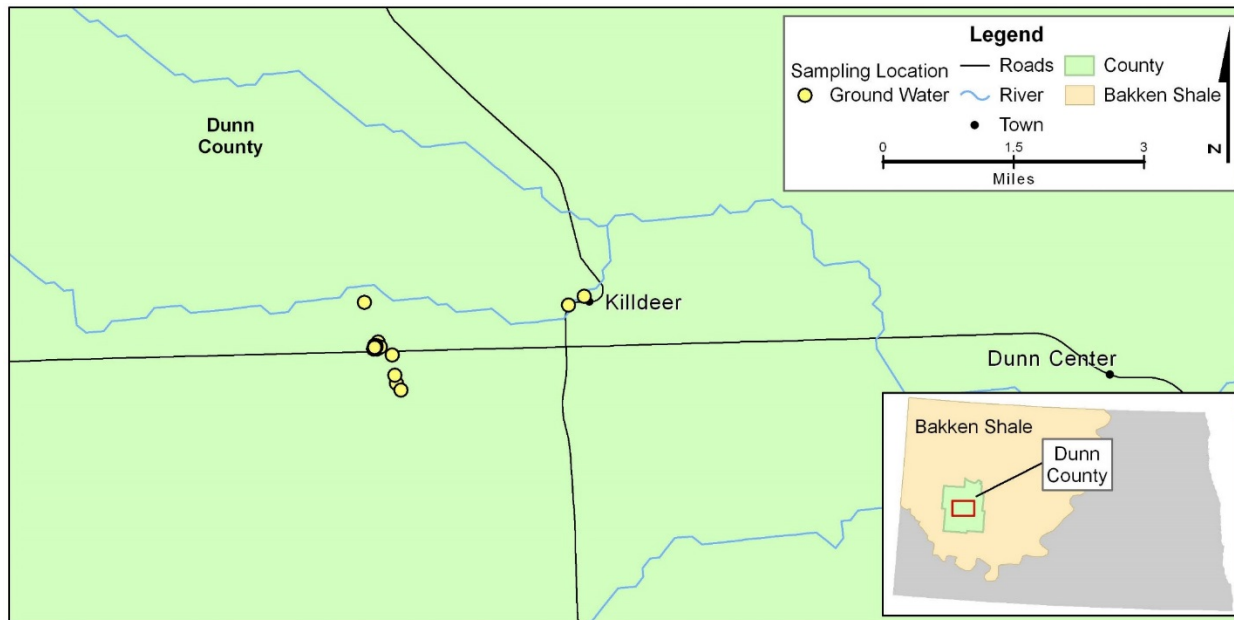 Legend
Sampling Location
Ground Water
Roads
River
Town
County
Bakken Shale
0 1.5 3
Miles
N
Dunn
County
Killdeer
Dunn Center
Bakken Shale
Dunn
County